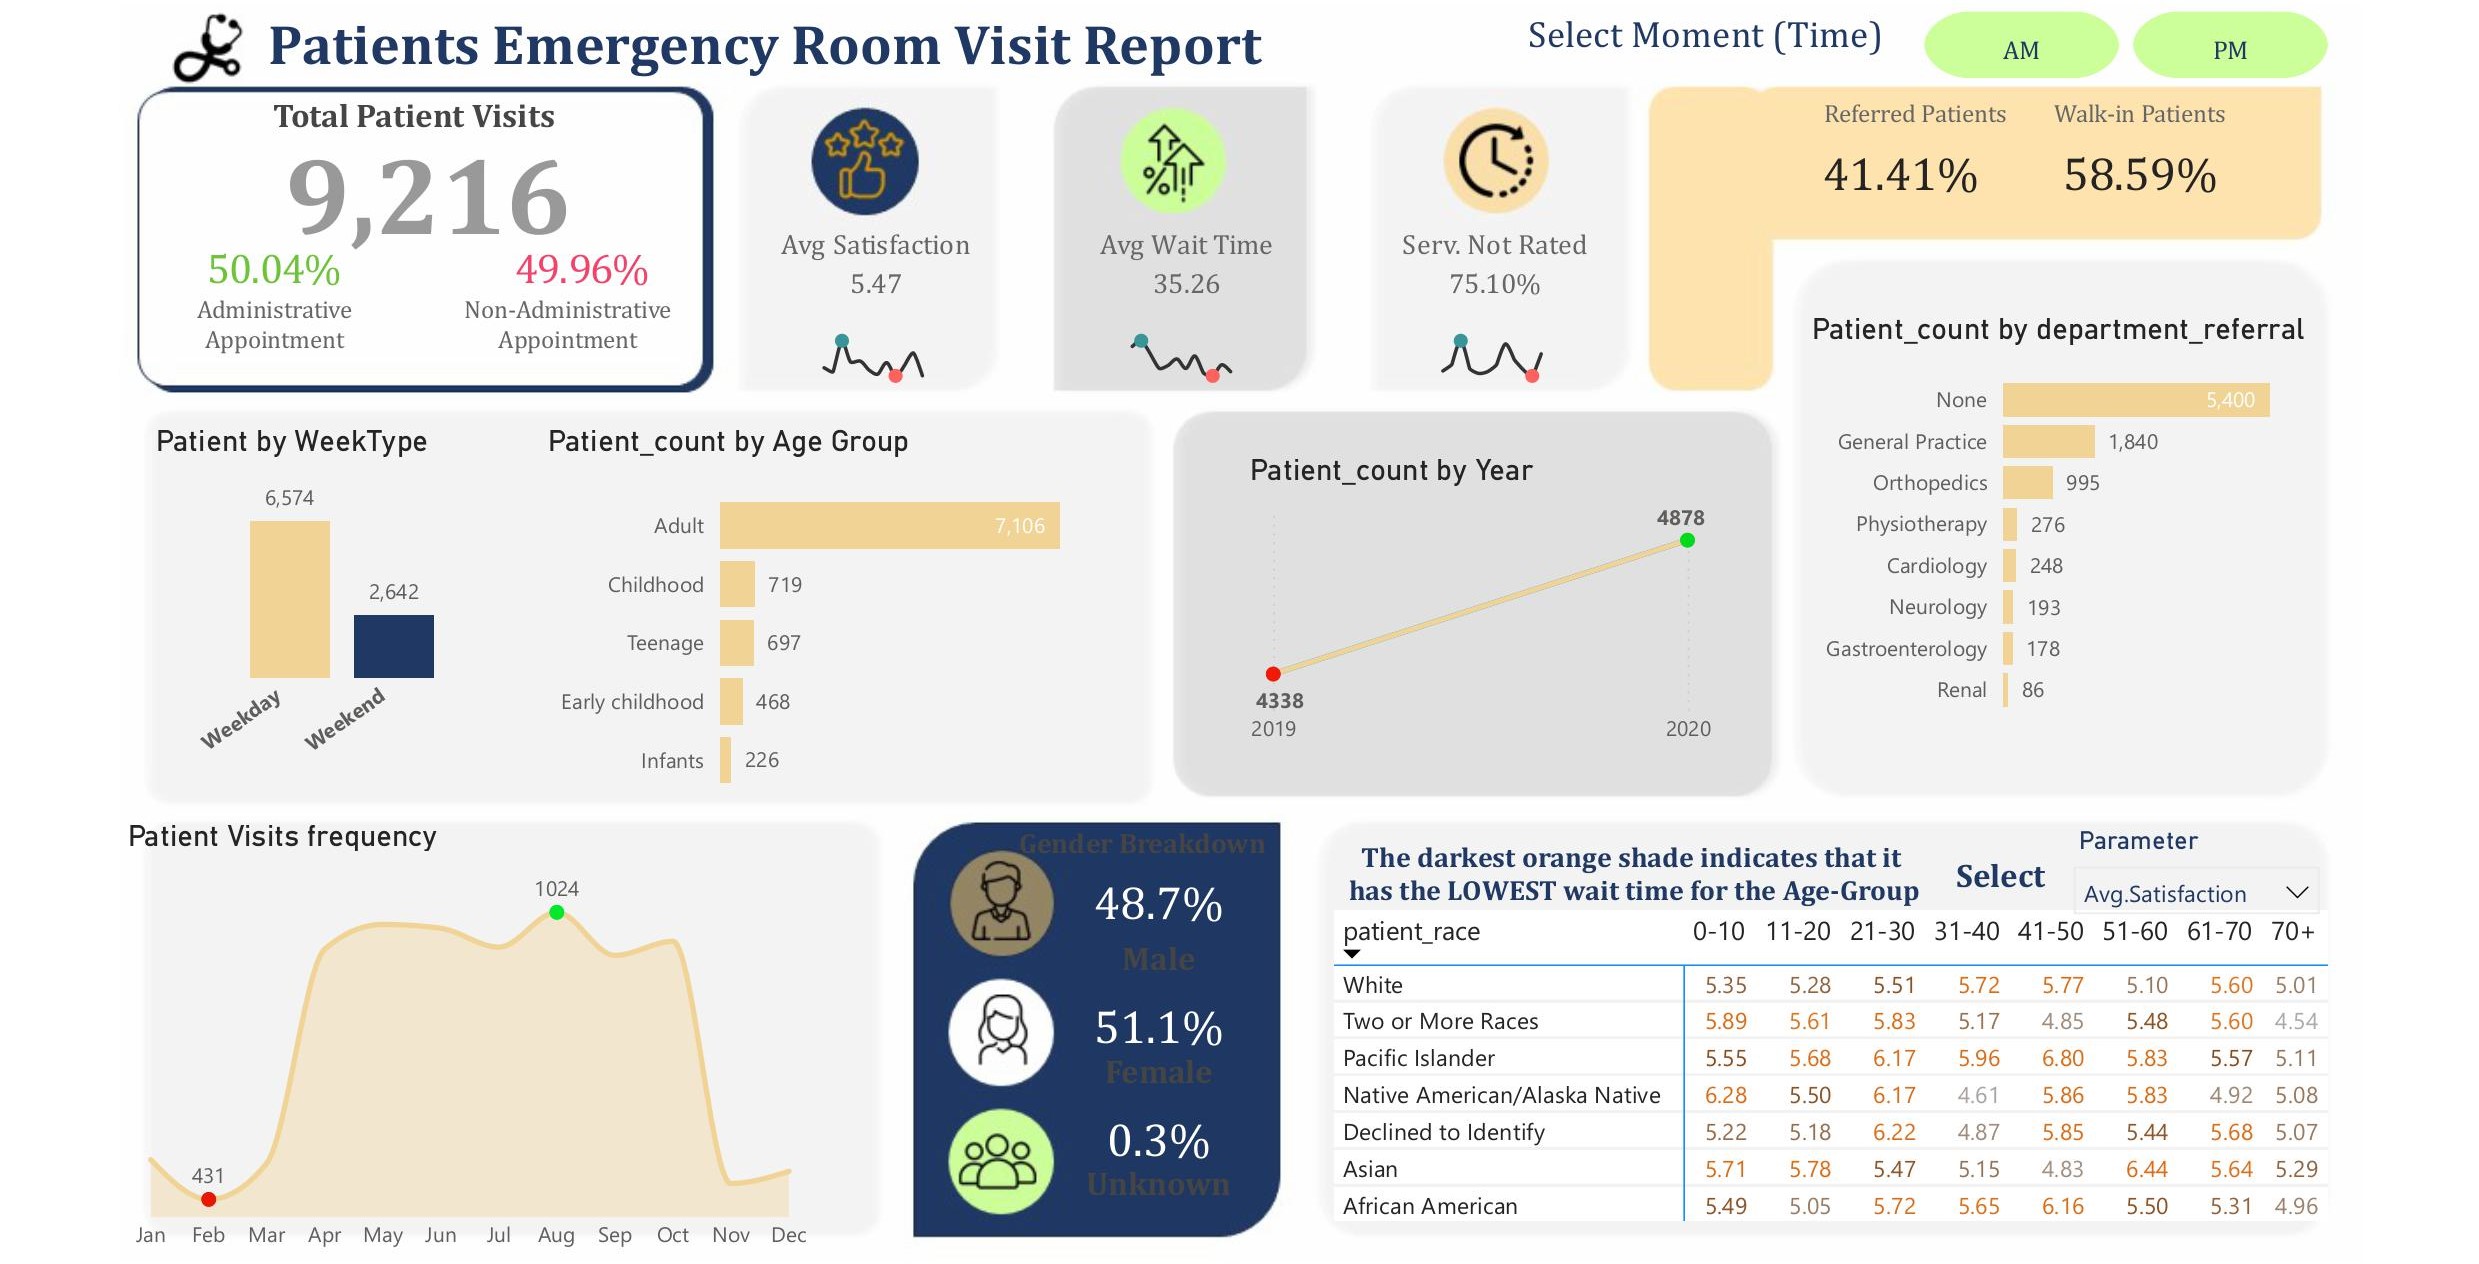 Patients Emergency Room Visit Report
Select Moment (Time)
AM
PM
Total Patient Visits
9,216
50.04%
Administrative
Appointment
49.96%
Non-Administrative
Appointment
Avg Satisfaction
5.47
Avg Wait Time
35.26
Serv. Not Rated
75.10%
Referred Patients
41.41%
Walk-in Patients
58.59%
Patient by WeekType
6,574
2,642
Weekday
Weekend
Patient_count by Age Group
Adult 7,106
Childhood 719
Teenage 697
Early childhood 468
Infants 226
Patient_count by Year
4878
4338
2019 2020
Patient_count by department_referral
None 5,400
General Practice 1,840
Orthopedics 995
Physiotherapy 276
Cardiology 248
Neurology 193
Gastroenterology 178
Renal 86
Patient Visits frequency
1024
431
Jan Feb Mar Apr May Jun Jul Aug Sep Oct Nov Dec
Gender Breakdown
48.7%
Male
51.1%
Female
0.3%
Unknown
The darkest orange shade indicates that it
has the LOWEST wait time for the Age-Group
Select
Parameter
Avg.Satisfaction
patient_race 0-10 11-20 21-30 31-40 41-50 51-60 61-70 70+
White 5.35 5.28 5.51 5.72 5.77 5.10 5.60 5.01
Two or More Races 5.89 5.61 5.83 5.17 4.85 5.48 5.60 4.54
Pacific Islander 5.55 5.68 6.17 5.96 6.80 5.83 5.57 5.11
Native American/Alaska Native 6.28 5.50 6.17 4.61 5.86 5.83 4.92 5.08
Declined to Identify 5.22 5.18 6.22 4.87 5.85 5.44 5.68 5.07
Asian 5.71 5.78 5.47 5.15 4.83 6.44 5.64 5.29
African American 5.49 5.05 5.72 5.65 6.16 5.50 5.31 4.96